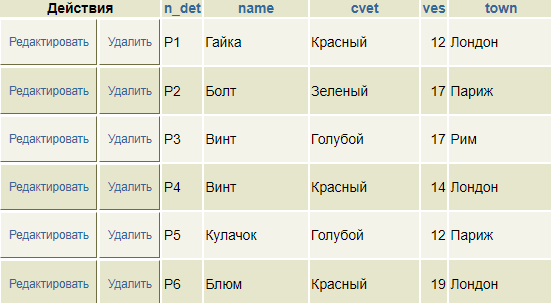 Действия n_det name cvet ves town
Редактировать Удалить P1 Гайка Красный 12 Лондон
Редактировать Удалить P2 Болт Зеленый 17 Париж
Редактировать Удалить P3 Винт Голубой 17 Рим
Редактировать Удалить P4 Винт Красный 14 Лондон
Редактировать Удалить P5 Кулачок Голубой 12 Париж
Редактировать Удалить P6 Блюм Красный 19 Лондон